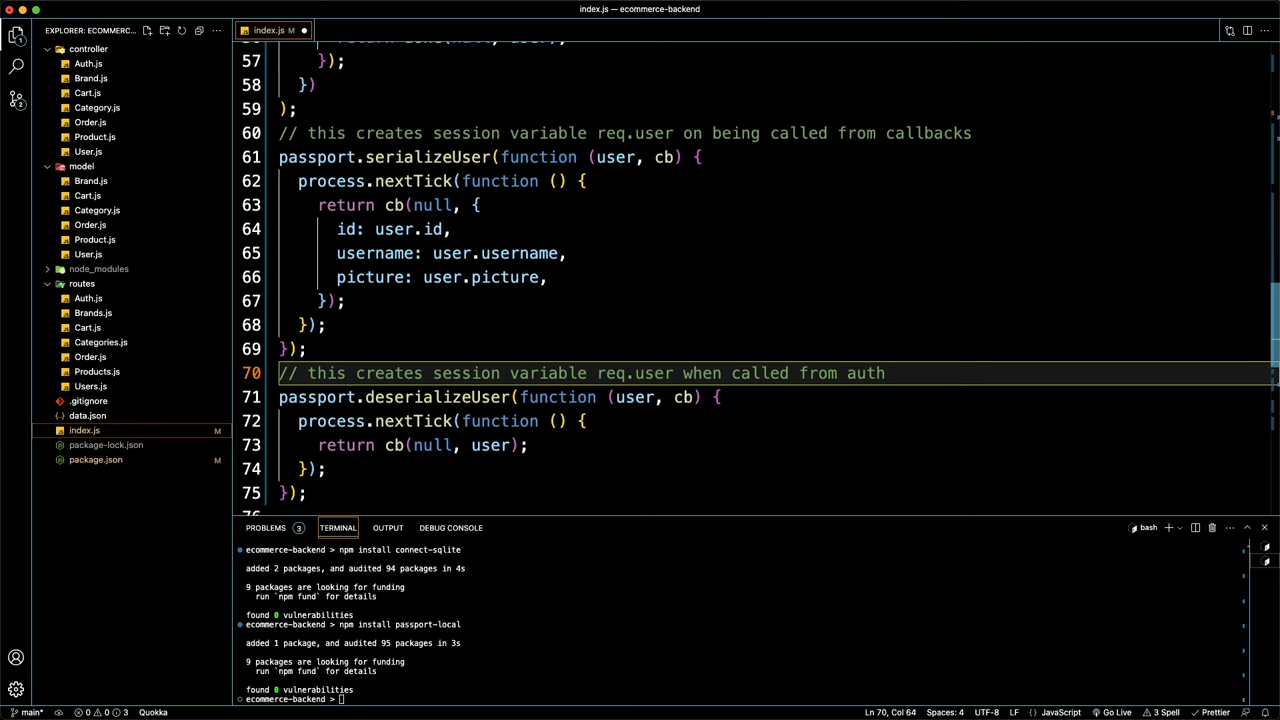 index.js — ecommerce-backend
EXPLORER: ECOMMERC...
controller
Auth.js
Brand.js
Cart.js
Category.js
Order.js
Product.js
User.js
model
Brand.js
Cart.js
Category.js
Order.js
Product.js
User.js
node_modules
routes
Auth.js
Brands.js
Cart.js
Categories.js
Order.js
Products.js
Users.js
.gitignore
data.json
index.js M
package-lock.json
package.json M
1
2
index.js M
57 });
58 })
59 );
60 // this creates session variable req.user on being called from callbacks
61 passport.serializeUser(function (user, cb) {
62 process.nextTick(function () {
63 return cb(null, {
64 id: user.id,
65 username: user.username,
66 picture: user.picture,
67 });
68 });
69 });
70 // this creates session variable req.user when called from auth
71 passport.deserializeUser(function (user, cb) {
72 process.nextTick(function () {
73 return cb(null, user);
74 });
75 });
PROBLEMS 3 TERMINAL OUTPUT DEBUG CONSOLE bash
ecommerce-backend > npm install connect-sqlite
added 2 packages, and audited 94 packages in 4s
9 packages are looking for funding
run `npm fund` for details
found 0 vulnerabilities
ecommerce-backend > npm install passport-local
added 1 package, and audited 95 packages in 3s
9 packages are looking for funding
run `npm fund` for details
found 0 vulnerabilities
ecommerce-backend >
main* 0 0 3 Quokka Ln 70, Col 64 Spaces: 4 UTF-8 LF {} JavaScript Go Live 3 Spell Prettier